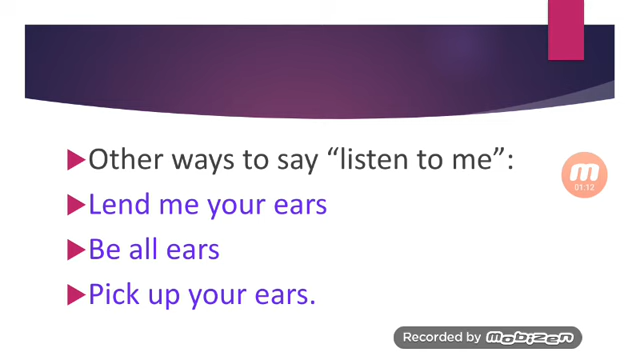 Other ways to say “listen to me”:
Lend me your ears
Be all ears
Pick up your ears.
m
01:12
Recorded by mobizen